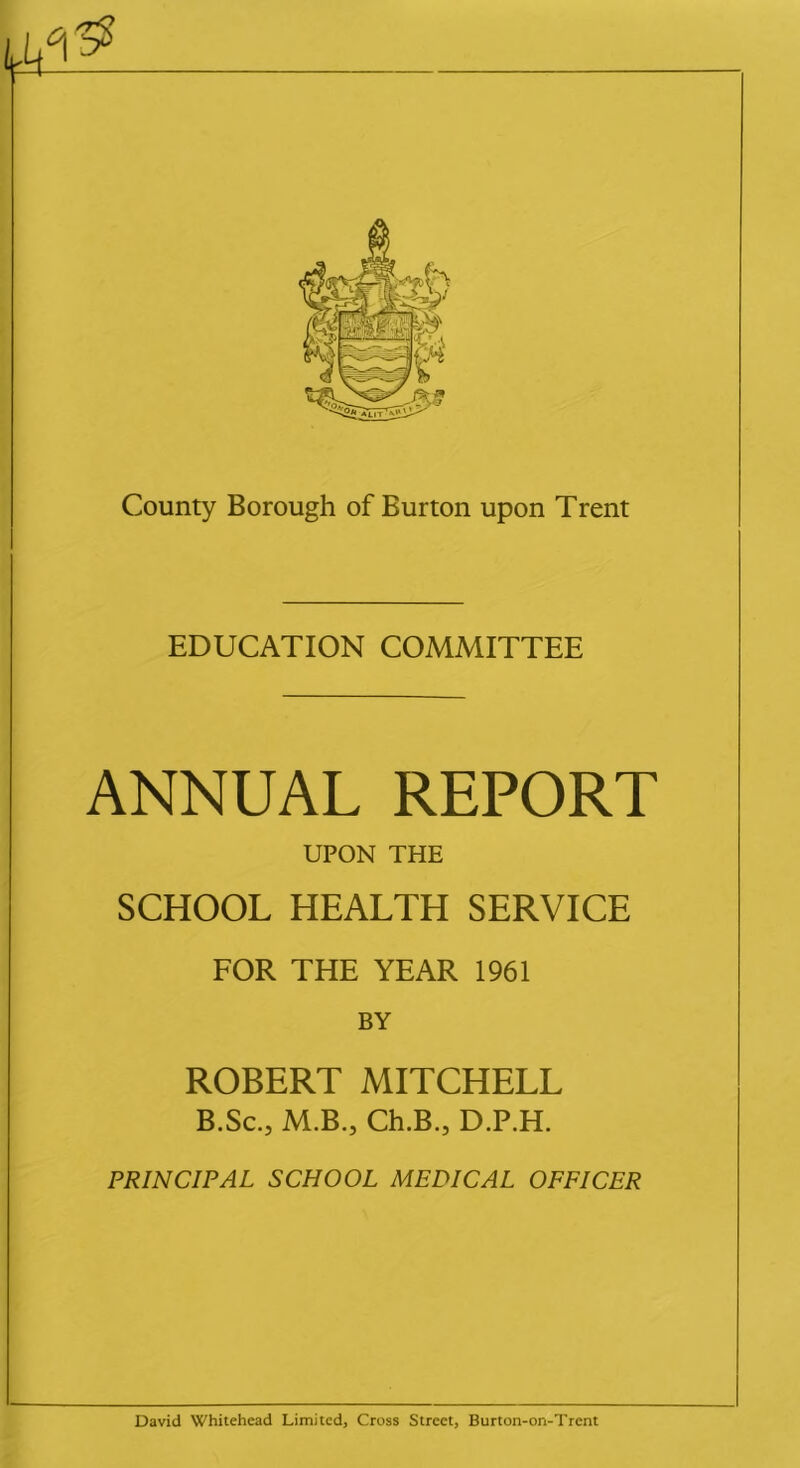 County Borough of Burton upon Trent
EDUCATION COMMITTEE
ANNUAL REPORT
UPON THE
SCHOOL HEALTH SERVICE
FOR THE YEAR 1961
BY
ROBERT MITCHELL
B.Sc., M.B., Ch.B., D.P.H.
PRINCIPAL SCHOOL MEDICAL OFFICER
David Whitehead Limited, Cross Street, Burton-on-Trent